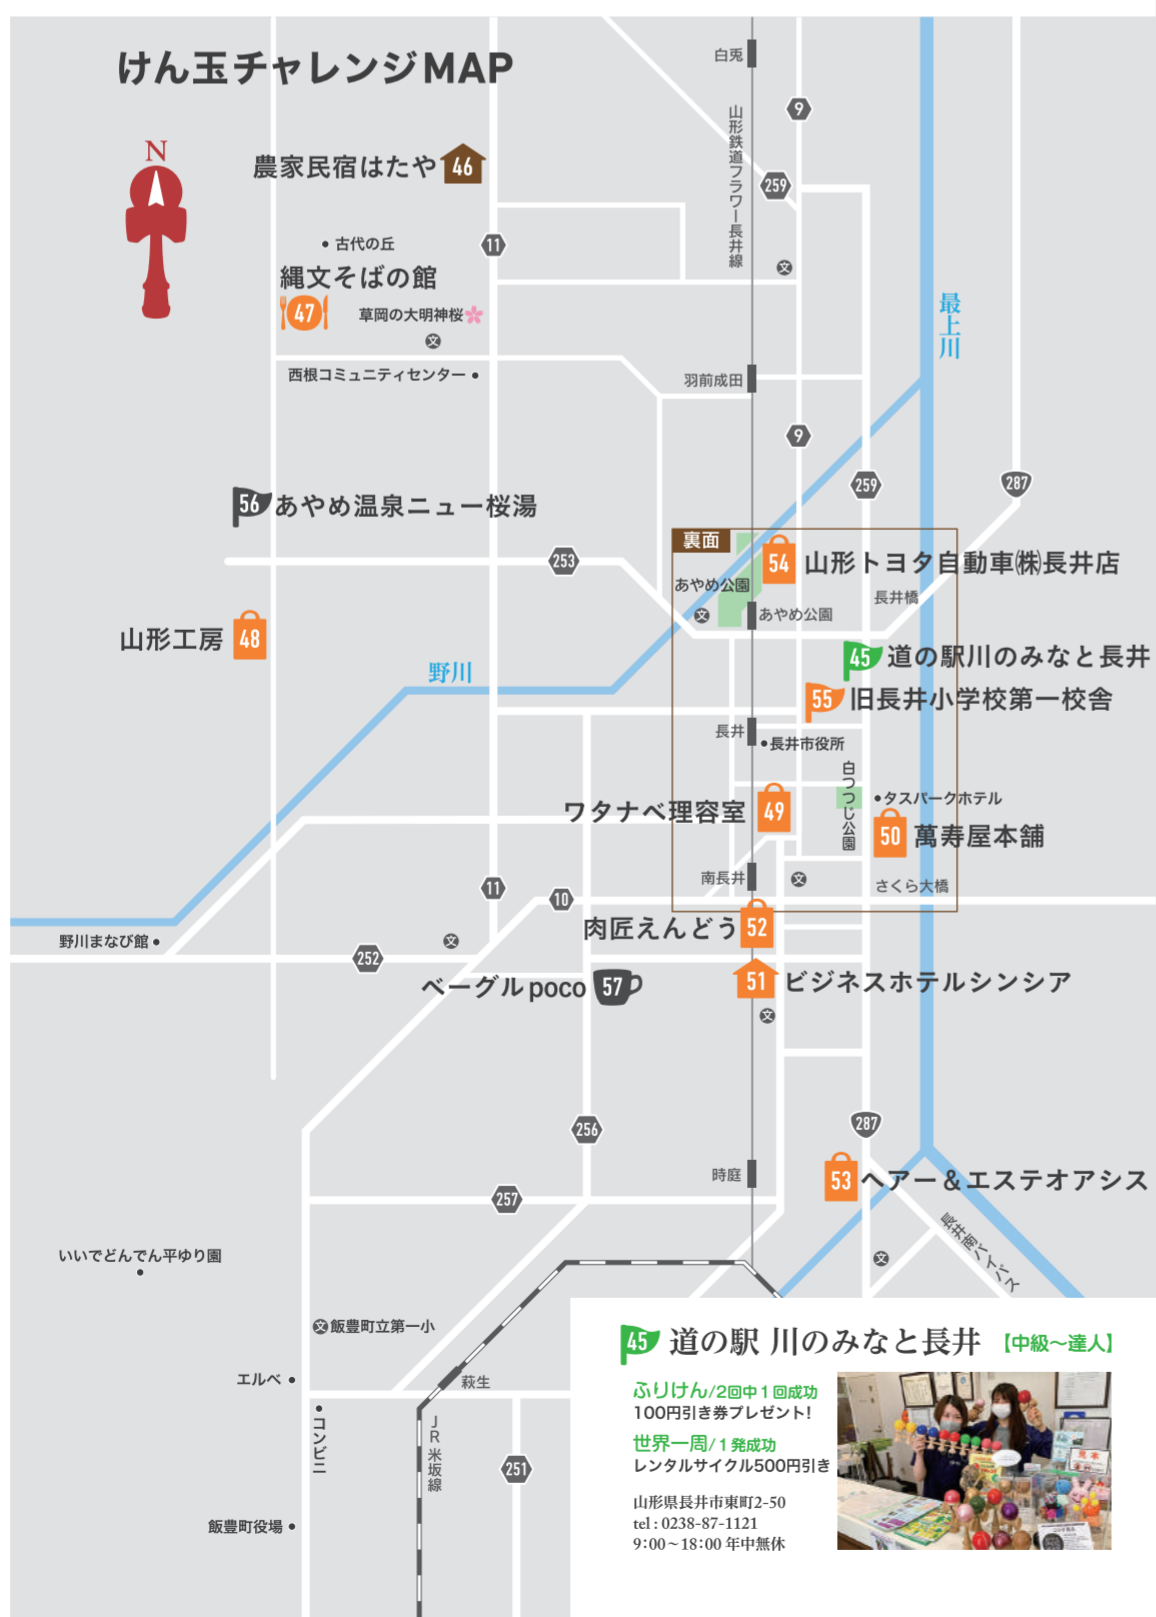 けん玉チャレンジMAP
N
白兎
9
山形鉄道フラワー長井線
259
農家民宿はたや 46
11
古代の丘
縄文そばの館
47
草岡の大明神桜
文
文
最上川
西根コミュニティセンター
羽前成田
9
259
287
56 あやめ温泉ニュー桜湯
253
裏面
54 山形トヨタ自動車㈱長井店
あやめ公園
長井橋
文
あやめ公園
山形工房 48
45 道の駅川のみなと長井
野川
55 旧長井小学校第一校舎
長井
長井市役所
白つつじ公園
タスパークホテル
ワタナベ理容室 49
50 萬寿屋本舗
南長井
文
さくら大橋
11
10
肉匠えんどう 52
野川まなび館
文
252
ベーグルpoco 57
51 ビジネスホテルシンシア
文
256
287
時庭
53 ヘアー&エステオアシス
257
長井南バイパス
いいでどんでん平ゆり園
文
文 飯豊町立第一小
エルベ
萩生
コンビニ
JR米坂線
251
飯豊町役場
45 道の駅 川のみなと長井 【中級〜達人】
ふりけん/2回中1回成功
100円引き券プレゼント!
世界一周/1発成功
レンタルサイクル500円引き
山形県長井市東町2-50
tel : 0238-87-1121
9:00〜18:00 年中無休